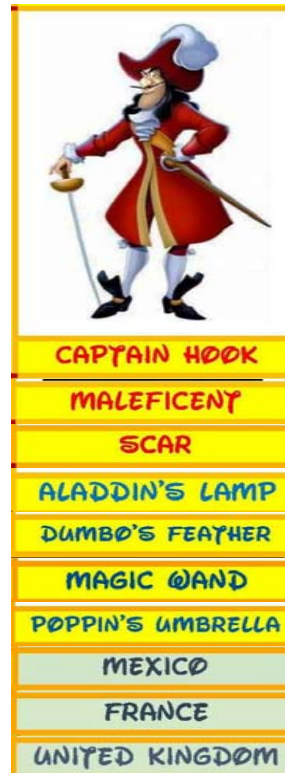 CAPTAIN HOOK
MALEFICENT
SCAR
ALADDIN'S LAMP
DUMBO'S FEATHER
MAGIC WAND
POPPIN'S UMBRELLA
MEXICO
FRANCE
UNITED KINGDOM